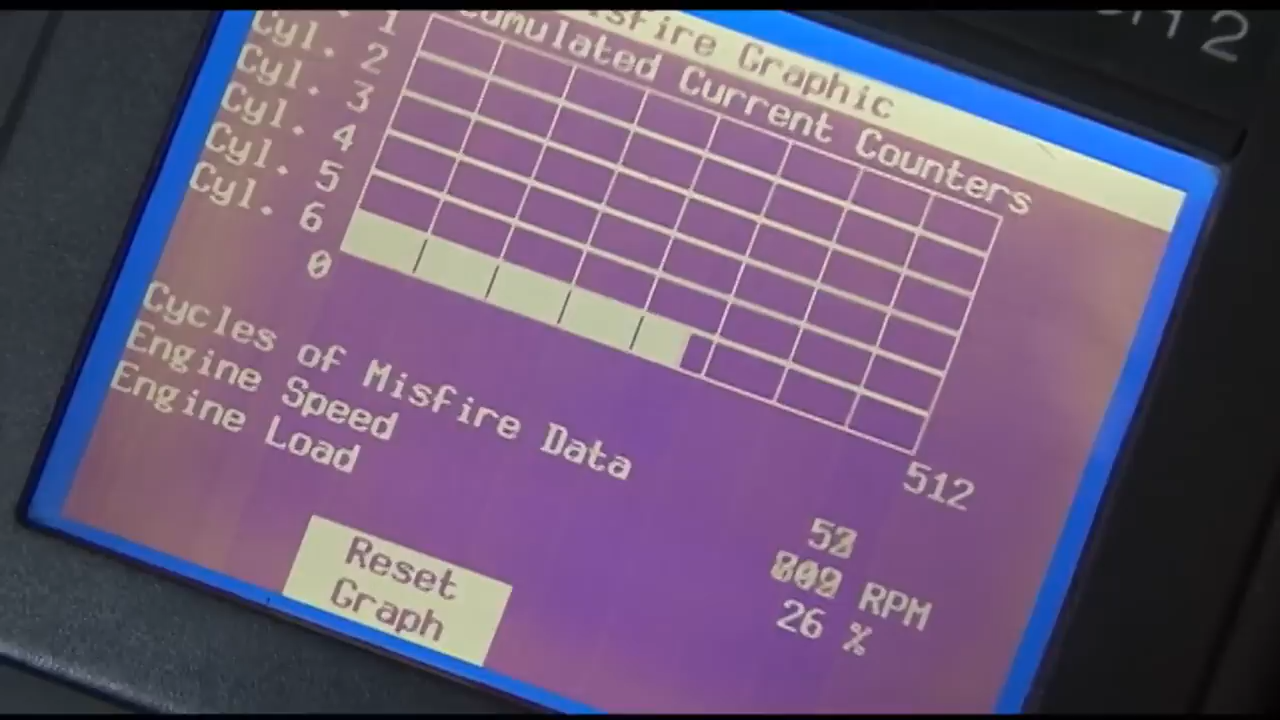 Misfire Graphic
Accumulated Current Counters
Cyl. 1
Cyl. 2
Cyl. 3
Cyl. 4
Cyl. 5
Cyl. 6
0
512
Cycles of Misfire Data
Engine Speed RPM
Engine Load 26 %
Reset
Graph